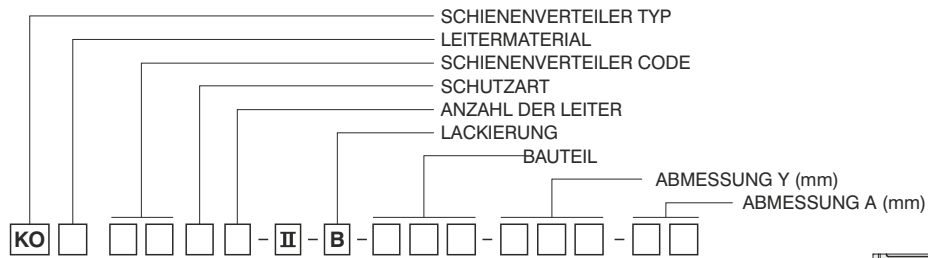 SCHIENENVERTEILER TYP
LEITERMATERIAL
SCHIENENVERTEILER CODE
SCHUTZART
ANZAHL DER LEITER
LACKIERUNG
BAUTEIL
ABMESSUNG Y (mm)
ABMESSUNG A (mm)
KO - II - B - -